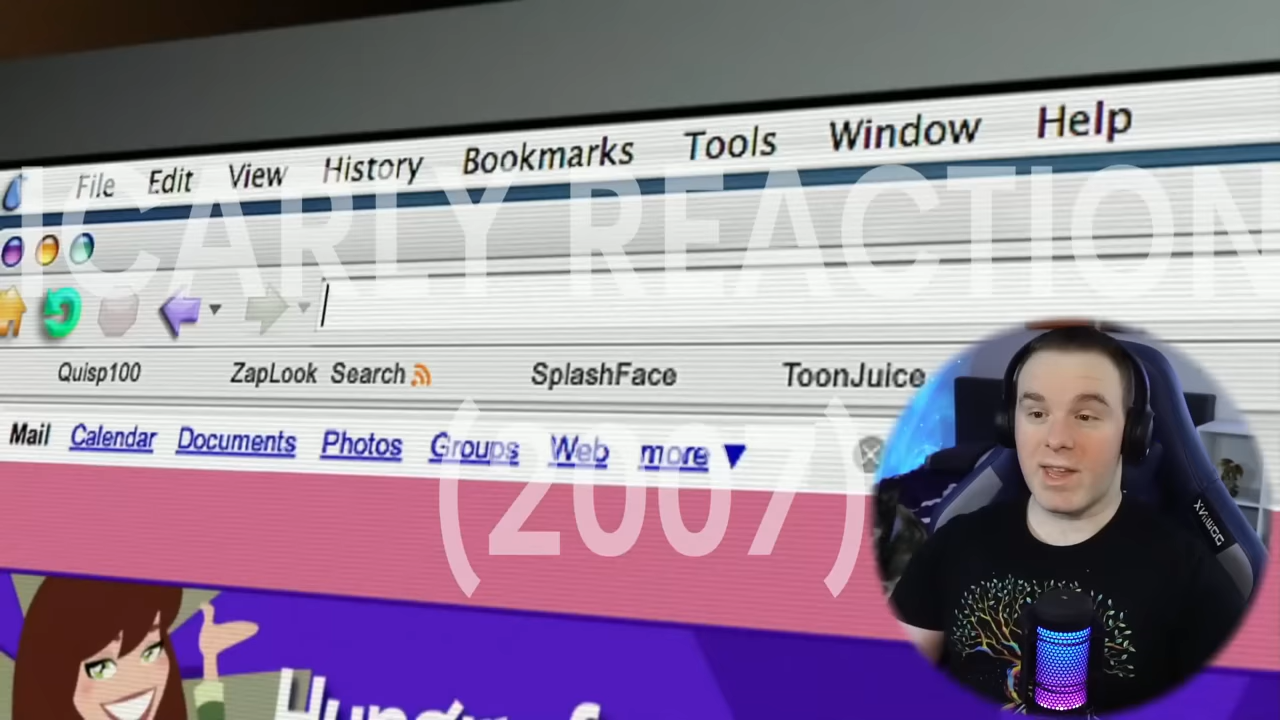 File Edit View History Bookmarks Tools Window Help
ICARLY REACTION
Quisp100 ZapLook Search SplashFace ToonJuice
Mail Calendar Documents Photos Groups Web more
(2007)